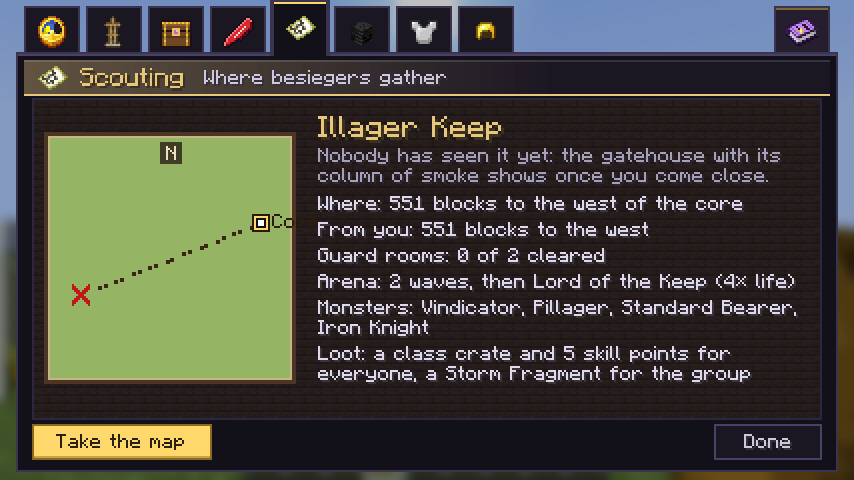 Scouting Where besiegers gather
N
Co
Illager Keep
Nobody has seen it yet: the gatehouse with its
column of smoke shows once you come close.
Where: 551 blocks to the west of the core
From you: 551 blocks to the west
Guard rooms: 0 of 2 cleared
Arena: 2 waves, then Lord of the Keep (4× life)
Monsters: Vindicator, Pillager, Standard Bearer,
Iron Knight
Loot: a class crate and 5 skill points for
everyone, a Storm Fragment for the group
Take the map
Done